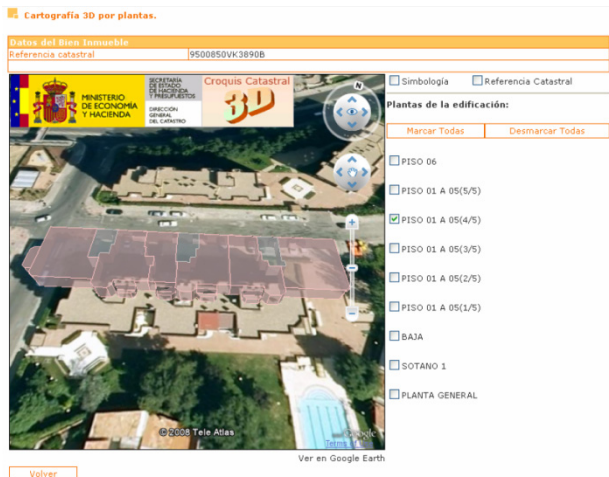 Cartografía 3D por plantas.
Datos del Bien Inmueble
Referencia catastral 9500850VK3890B
MINISTERIO
DE ECONOMÍA
Y HACIENDA
SECRETARÍA
DE ESTADO
DE HACIENDA
Y PRESUPUESTOS
DIRECCIÓN
GENERAL
DEL CATASTRO
Croquis Catastral
3D
N
Simbología Referencia Catastral
Plantas de la edificación:
Marcar Todas Desmarcar Todas
PISO 06
PISO 01 A 05(5/5)
PISO 01 A 05(4/5)
PISO 01 A 05(3/5)
PISO 01 A 05(2/5)
PISO 01 A 05(1/5)
BAJA
SOTANO 1
PLANTA GENERAL
© 2008 Tele Atlas
Ver en Google Earth
Volver